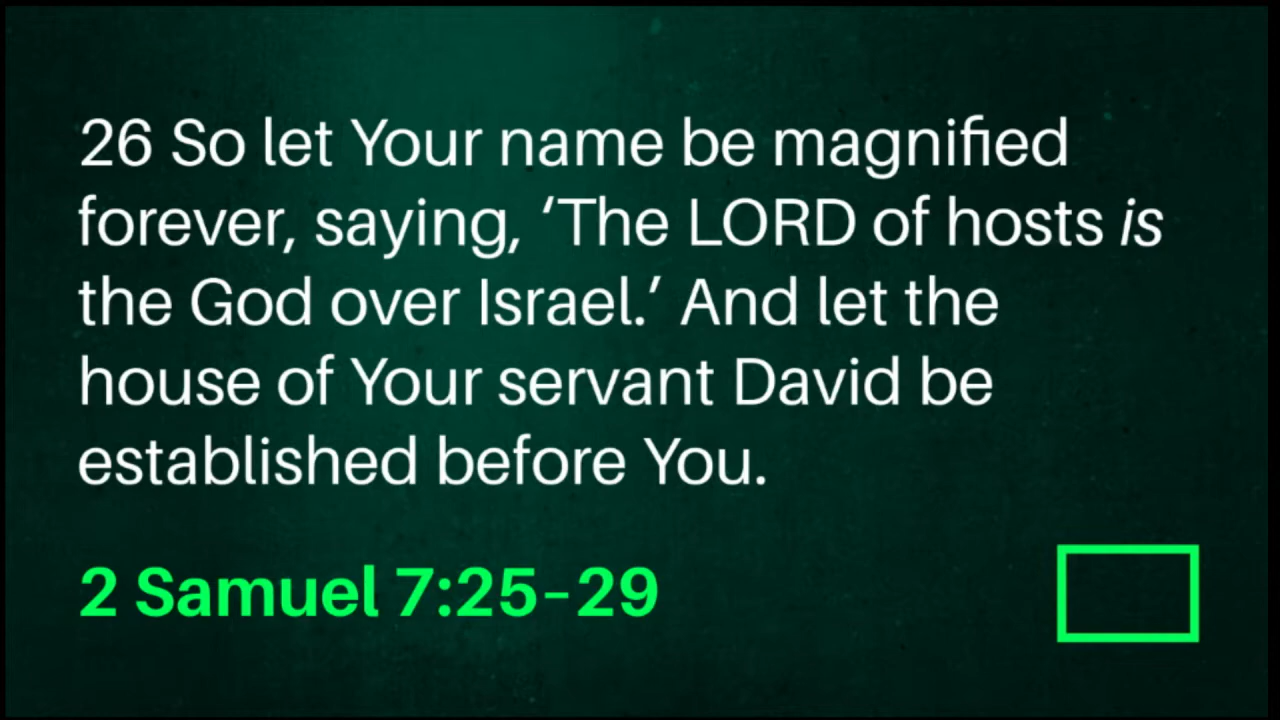 26 So let Your name be magnified
forever, saying, ‘The LORD of hosts is
the God over Israel.’ And let the
house of Your servant David be
established before You.
2 Samuel 7:25–29